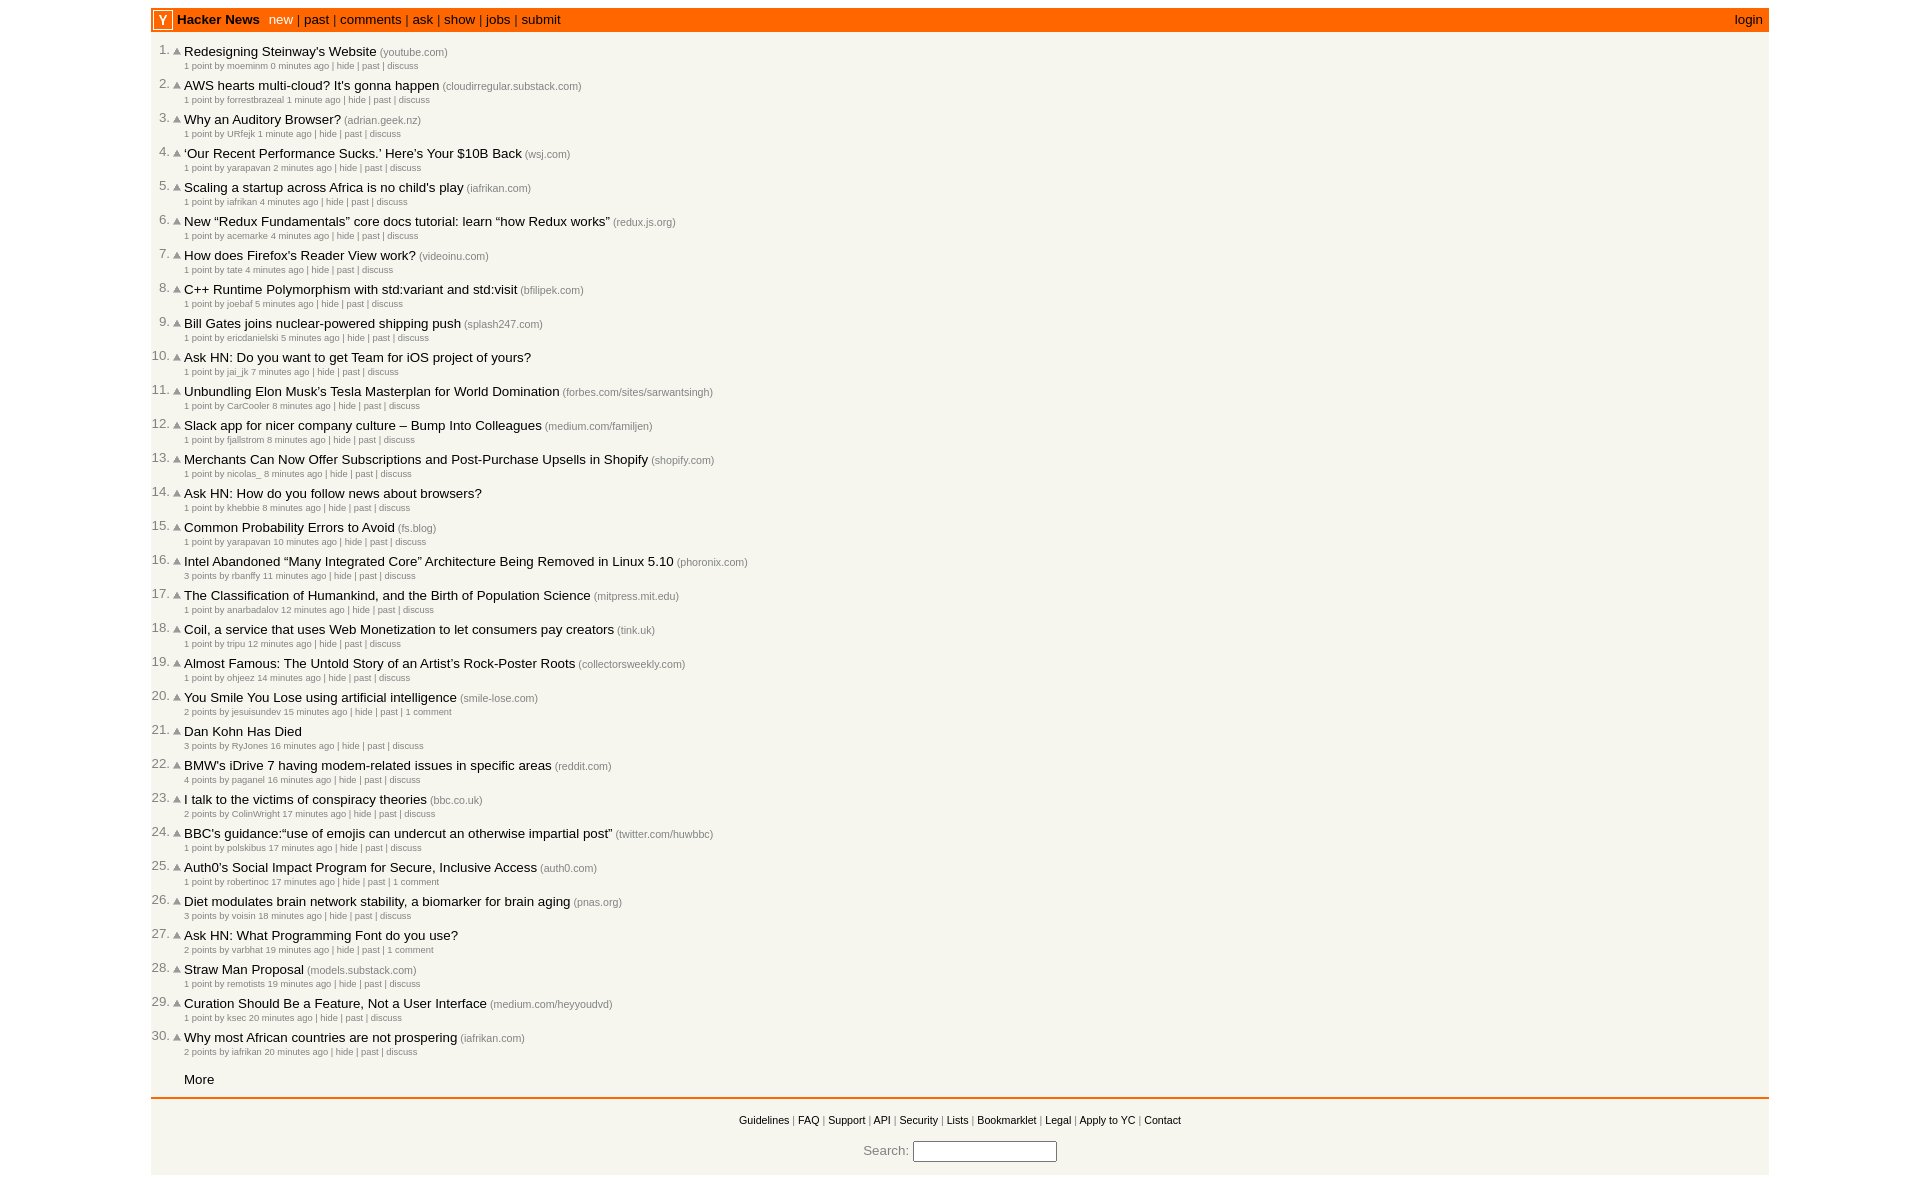 Y Hacker News new | past | comments | ask | show | jobs | submit login
1. Redesigning Steinway's Website (youtube.com)
1 point by moeminm 0 minutes ago | hide | past | discuss
2. AWS hearts multi-cloud? It's gonna happen (cloudirregular.substack.com)
1 point by forrestbrazeal 1 minute ago | hide | past | discuss
3. Why an Auditory Browser? (adrian.geek.nz)
1 point by URfejk 1 minute ago | hide | past | discuss
4. ‘Our Recent Performance Sucks.’ Here’s Your $10B Back (wsj.com)
1 point by yarapavan 2 minutes ago | hide | past | discuss
5. Scaling a startup across Africa is no child's play (iafrikan.com)
1 point by iafrikan 4 minutes ago | hide | past | discuss
6. New “Redux Fundamentals” core docs tutorial: learn “how Redux works” (redux.js.org)
1 point by acemarke 4 minutes ago | hide | past | discuss
7. How does Firefox's Reader View work? (videoinu.com)
1 point by tate 4 minutes ago | hide | past | discuss
8. C++ Runtime Polymorphism with std:variant and std:visit (bfilipek.com)
1 point by joebaf 5 minutes ago | hide | past | discuss
9. Bill Gates joins nuclear-powered shipping push (splash247.com)
1 point by ericdanielski 5 minutes ago | hide | past | discuss
10. Ask HN: Do you want to get Team for iOS project of yours?
1 point by jai_jk 7 minutes ago | hide | past | discuss
11. Unbundling Elon Musk’s Tesla Masterplan for World Domination (forbes.com/sites/sarwantsingh)
1 point by CarCooler 8 minutes ago | hide | past | discuss
12. Slack app for nicer company culture – Bump Into Colleagues (medium.com/familjen)
1 point by fjallstrom 8 minutes ago | hide | past | discuss
13. Merchants Can Now Offer Subscriptions and Post-Purchase Upsells in Shopify (shopify.com)
1 point by nicolas_ 8 minutes ago | hide | past | discuss
14. Ask HN: How do you follow news about browsers?
1 point by khebbie 8 minutes ago | hide | past | discuss
15. Common Probability Errors to Avoid (fs.blog)
1 point by yarapavan 10 minutes ago | hide | past | discuss
16. Intel Abandoned “Many Integrated Core” Architecture Being Removed in Linux 5.10 (phoronix.com)
3 points by rbanffy 11 minutes ago | hide | past | discuss
17. The Classification of Humankind, and the Birth of Population Science (mitpress.mit.edu)
1 point by anarbadalov 12 minutes ago | hide | past | discuss
18. Coil, a service that uses Web Monetization to let consumers pay creators (tink.uk)
1 point by tripu 12 minutes ago | hide | past | discuss
19. Almost Famous: The Untold Story of an Artist’s Rock-Poster Roots (collectorsweekly.com)
1 point by ohjeez 14 minutes ago | hide | past | discuss
20. You Smile You Lose using artificial intelligence (smile-lose.com)
2 points by jesuisundev 15 minutes ago | hide | past | 1 comment
21. Dan Kohn Has Died
3 points by RyJones 16 minutes ago | hide | past | discuss
22. BMW's iDrive 7 having modem-related issues in specific areas (reddit.com)
4 points by paganel 16 minutes ago | hide | past | discuss
23. I talk to the victims of conspiracy theories (bbc.co.uk)
2 points by ColinWright 17 minutes ago | hide | past | discuss
24. BBC's guidance:“use of emojis can undercut an otherwise impartial post” (twitter.com/huwbbc)
1 point by polskibus 17 minutes ago | hide | past | discuss
25. Auth0’s Social Impact Program for Secure, Inclusive Access (auth0.com)
1 point by robertinoc 17 minutes ago | hide | past | 1 comment
26. Diet modulates brain network stability, a biomarker for brain aging (pnas.org)
3 points by voisin 18 minutes ago | hide | past | discuss
27. Ask HN: What Programming Font do you use?
2 points by varbhat 19 minutes ago | hide | past | 1 comment
28. Straw Man Proposal (models.substack.com)
1 point by remotists 19 minutes ago | hide | past | discuss
29. Curation Should Be a Feature, Not a User Interface (medium.com/heyyoudvd)
1 point by ksec 20 minutes ago | hide | past | discuss
30. Why most African countries are not prospering (iafrikan.com)
2 points by iafrikan 20 minutes ago | hide | past | discuss
More
Guidelines | FAQ | Support | API | Security | Lists | Bookmarklet | Legal | Apply to YC | Contact
Search: